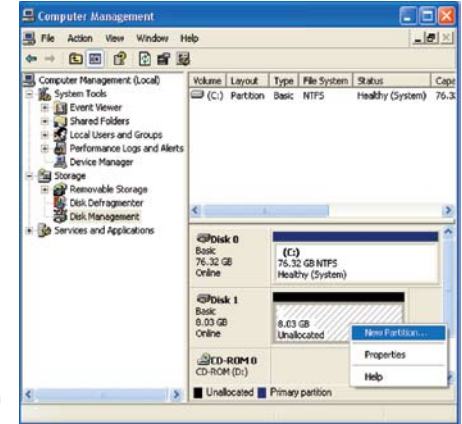 Computer Management
File Action View Window Help
Computer Management (Local)
System Tools
Event Viewer
Shared Folders
Local Users and Groups
Performance Logs and Alerts
Device Manager
Storage
Removable Storage
Disk Defragmenter
Disk Management
Services and Applications
Volume Layout Type File System Status Capa
(C:) Partition Basic NTFS Healthy (System) 76.3
Disk 0
Basic
76.32 GB
Online
(C:)
76.32 GB NTFS
Healthy (System)
Disk 1
Basic
8.03 GB
Online
8.03 GB
Unallocated
New Partition...
Properties
Help
CD-ROM 0
CD-ROM (D:)
Unallocated Primary partition